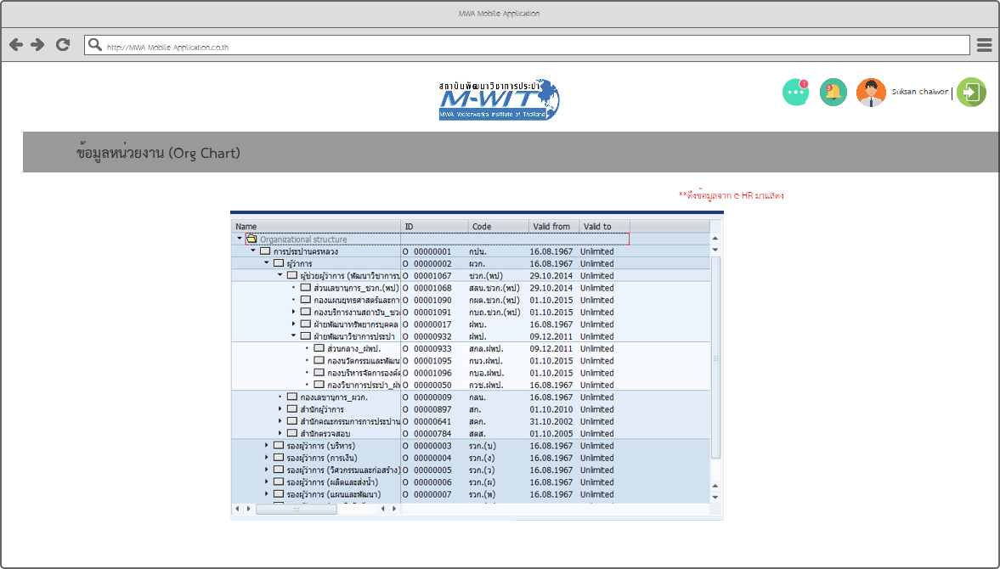 MWA Mobile Application
http://MWA Mobile Application.co.th
สถาบันพัฒนาวิชาการประปา
M-WIT
MWA Waterworks Institute of Thailand
1
3
Suksan chaiwon
ข้อมูลหน่วยงาน (Org Chart)
**ดึงข้อมูลจาก e HR มาแสดง
Name ID Code Valid from Valid to
Organizational structure
การประปานครหลวง O 00000001 กปน. 16.08.1967 Unlimited
ผู้ว่าการ O 00000002 ผวก. 16.08.1967 Unlimited
ผู้ช่วยผู้ว่าการ (พัฒนาวิชาการป O 00001067 ชวก.(พป) 29.10.2014 Unlimited
ส่วนเลขานุการ_ชวก.(พป) O 00001068 สลน.ชวก.(พป) 29.10.2014 Unlimited
กองแผนยุทธศาสตร์และกา O 00001090 กผต.ชวก.(พป) 01.10.2015 Unlimited
กองบริการงานสถาบัน_ชว O 00001091 กบถ.ชวก.(พป) 01.10.2015 Unlimited
ฝ่ายพัฒนาทรัพยากรบุคคล O 00000017 ฝพบ. 16.08.1967 Unlimited
ฝ่ายพัฒนาวิชาการประปา O 00000932 ฝพป. 09.12.2011 Unlimited
ส่วนกลาง_ฝพป. O 00000933 สกล.ฝพป. 09.12.2011 Unlimited
กองนวัตกรรมและพัฒน O 00001095 กนว.ฝพป. 01.10.2015 Unlimited
กองบริหารจัดการองค์ค O 00001096 กบอ.ฝพป. 01.10.2015 Unlimited
กองวิชาการประปา_ฝพ O 00000050 กวช.ฝพป. 16.08.1967 Unlimited
กองเลขานุการ_ผวก. O 00000009 กลน. 16.08.1967 Unlimited
สำนักผู้ว่าการ O 00000897 สก. 01.10.2010 Unlimited
สำนักคณะกรรมการการประปาน O 00000641 สคก. 31.10.2002 Unlimited
สำนักตรวจสอบ O 00000784 สตส. 01.10.2005 Unlimited
รองผู้ว่าการ (บริหาร) O 00000003 รวก.(บ) 16.08.1967 Unlimited
รองผู้ว่าการ (การเงิน) O 00000004 รวก.(ง) 16.08.1967 Unlimited
รองผู้ว่าการ (วิศวกรรมและก่อสร้าง) O 00000005 รวก.(ว) 16.08.1967 Unlimited
รองผู้ว่าการ (ผลิตและส่งน้ำ) O 00000006 รวก.(ผ) 16.08.1967 Unlimited
รองผู้ว่าการ (แผนและพัฒนา) O 00000007 รวก.(พ) 16.08.1967 Unlimited